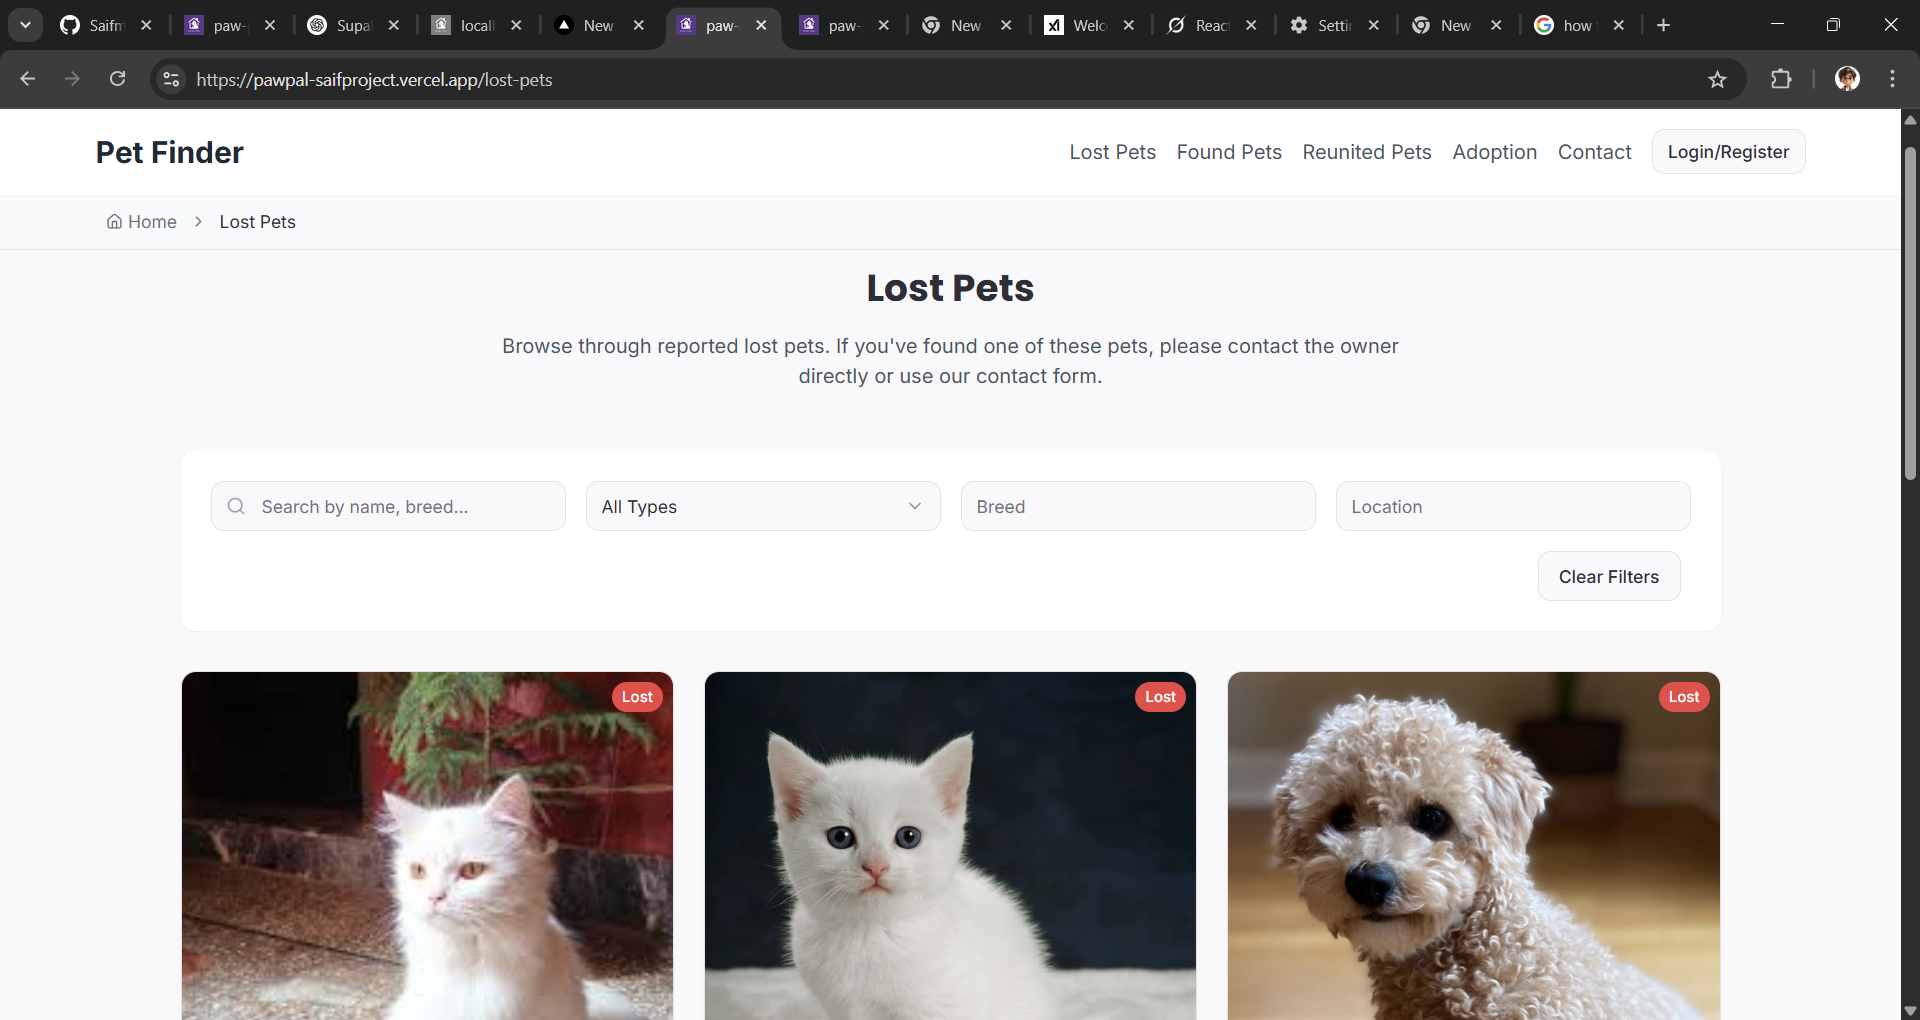 Saifm
paw-
Supa
locall
New
paw-
paw-
New
Welc
Reac
Settin
New
how
https://pawpal-saifproject.vercel.app/lost-pets
Pet Finder
Lost Pets
Found Pets
Reunited Pets
Adoption
Contact
Login/Register
Home > Lost Pets
Lost Pets
Browse through reported lost pets. If you've found one of these pets, please contact the owner
directly or use our contact form.
Search by name, breed...
All Types
Breed
Location
Clear Filters
Lost
Lost
Lost